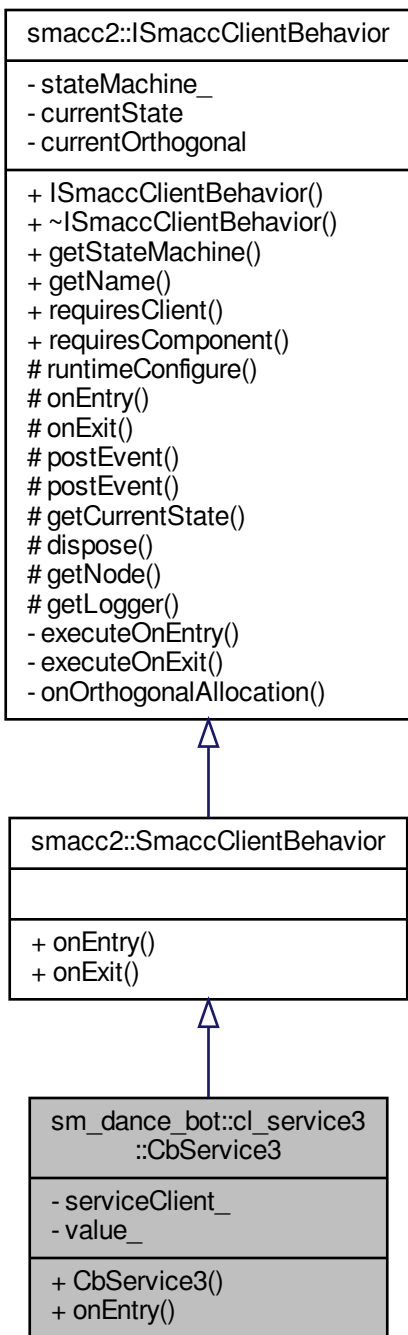 smacc2::ISmaccClientBehavior
- stateMachine_
- currentState
- currentOrthogonal
+ ISmaccClientBehavior()
+ ~ISmaccClientBehavior()
+ getStateMachine()
+ getName()
+ requiresClient()
+ requiresComponent()
# runtimeConfigure()
# onEntry()
# onExit()
# postEvent()
# postEvent()
# getCurrentState()
# dispose()
# getNode()
# getLogger()
- executeOnEntry()
- executeOnExit()
- onOrthogonalAllocation()
smacc2::SmaccClientBehavior
+ onEntry()
+ onExit()
sm_dance_bot::cl_service3
::CbService3
- serviceClient_
- value_
+ CbService3()
+ onEntry()